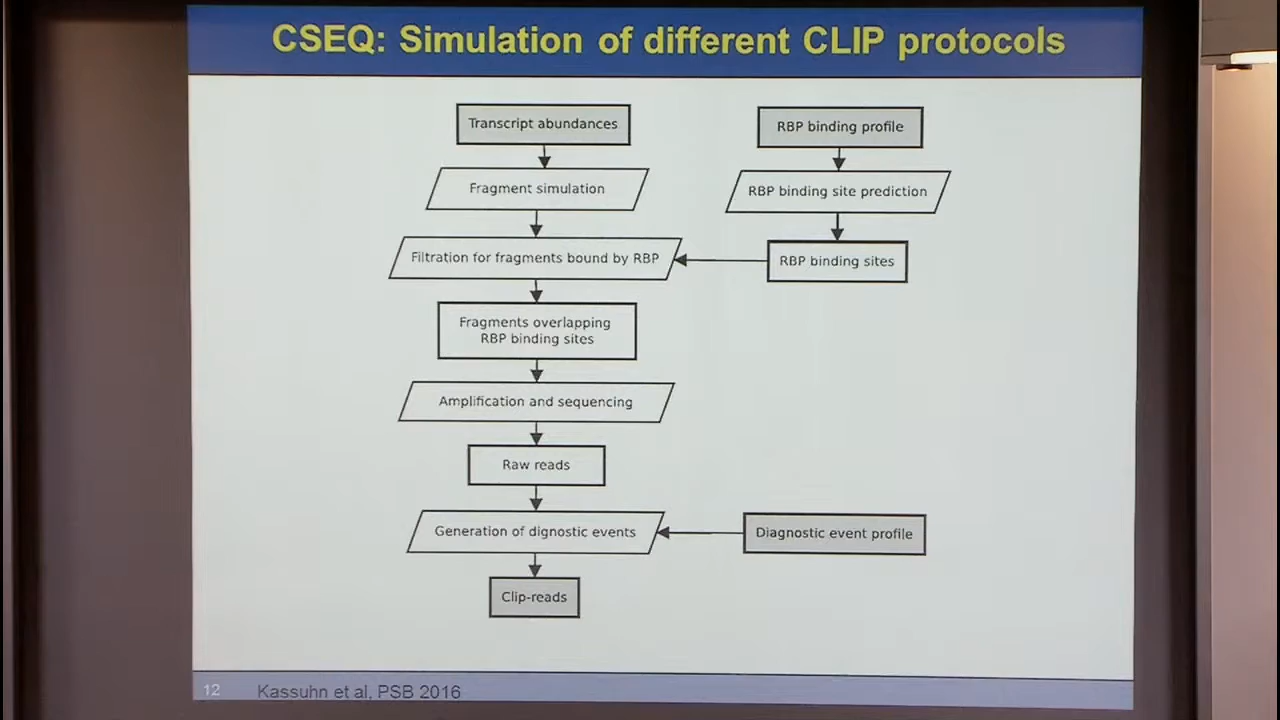 CSEQ: Simulation of different CLIP protocols
Transcript abundances
RBP binding profile
Fragment simulation
RBP binding site prediction
Filtration for fragments bound by RBP
RBP binding sites
Fragments overlapping
RBP binding sites
Amplification and sequencing
Raw reads
Generation of dignostic events
Diagnostic event profile
Clip-reads
12
Kassuhn et al, PSB 2016